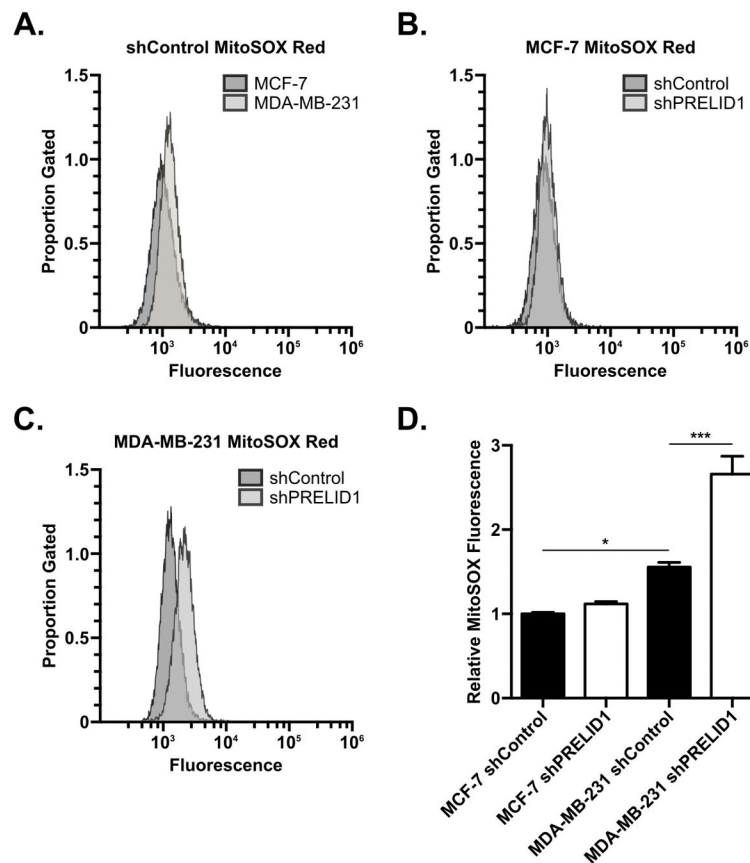 A.
shControl MitoSOX Red
MCF-7
MDA-MB-231
1.5
1.0
0.5
0
Proportion Gated
10³ 10⁴ 10⁵ 10⁶
Fluorescence
B.
MCF-7 MitoSOX Red
shControl
shPRELID1
1.5
1.0
0.5
0
Proportion Gated
10³ 10⁴ 10⁵ 10⁶
Fluorescence
C.
MDA-MB-231 MitoSOX Red
shControl
shPRELID1
1.5
1.0
0.5
0
Proportion Gated
10³ 10⁴ 10⁵ 10⁶
Fluorescence
D.
3
2
1
0
Relative MitoSOX Fluorescence
*
***
MCF-7 shControl
MCF-7 shPRELID1
MDA-MB-231 shControl
MDA-MB-231 shPRELID1